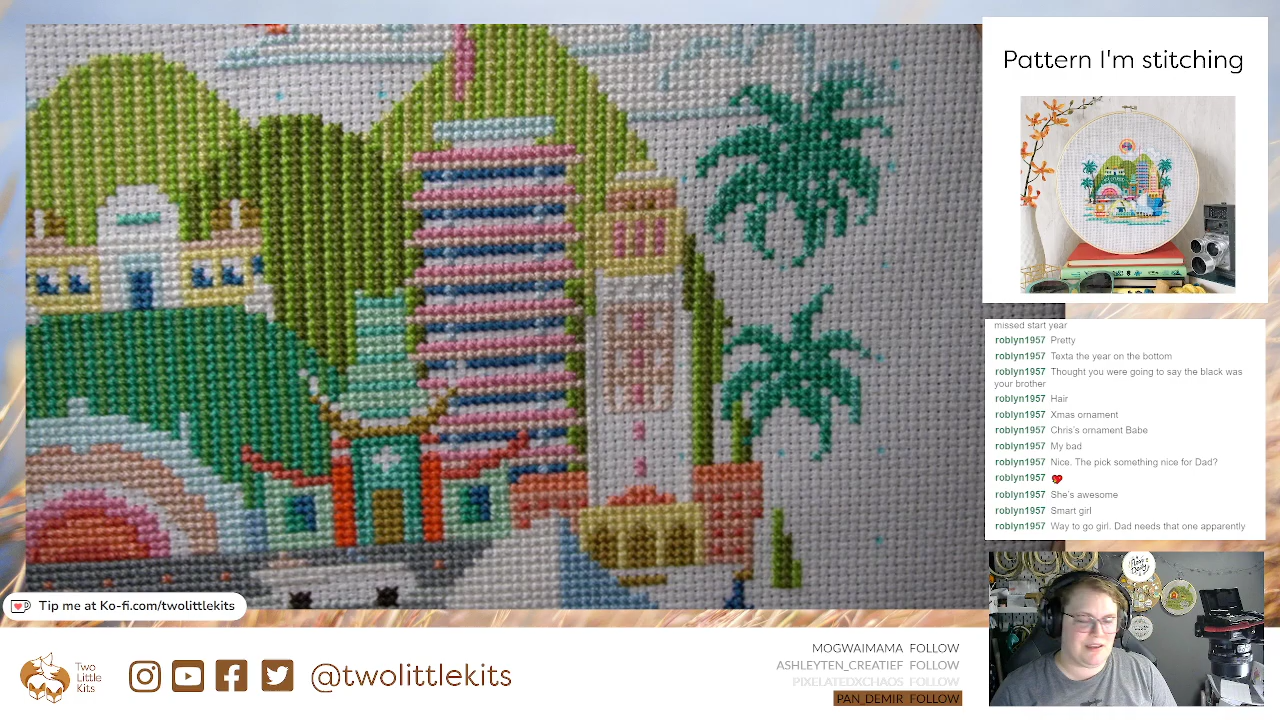 Pattern I'm stitching
missed start year
roblyn1957 Pretty
roblyn1957 Texta the year on the bottom
roblyn1957 Thought you were going to say the black was
your brother
roblyn1957 Hair
roblyn1957 Xmas ornament
roblyn1957 Chris's ornament Babe
roblyn1957 My bad
roblyn1957 Nice. The pick something nice for Dad?
roblyn1957
roblyn1957 She's awesome
roblyn1957 Smart girl
roblyn1957 Way to go girl. Dad needs that one apparently
Tip me at Ko-fi.com/twolittlekits
Two
Little
Kits
@twolittlekits
MOGWAIMAMA FOLLOW
ASHLEYTEN_CREATIEF FOLLOW
PIXELATEDXCHAOS FOLLOW
PAN_DEMIR FOLLOW